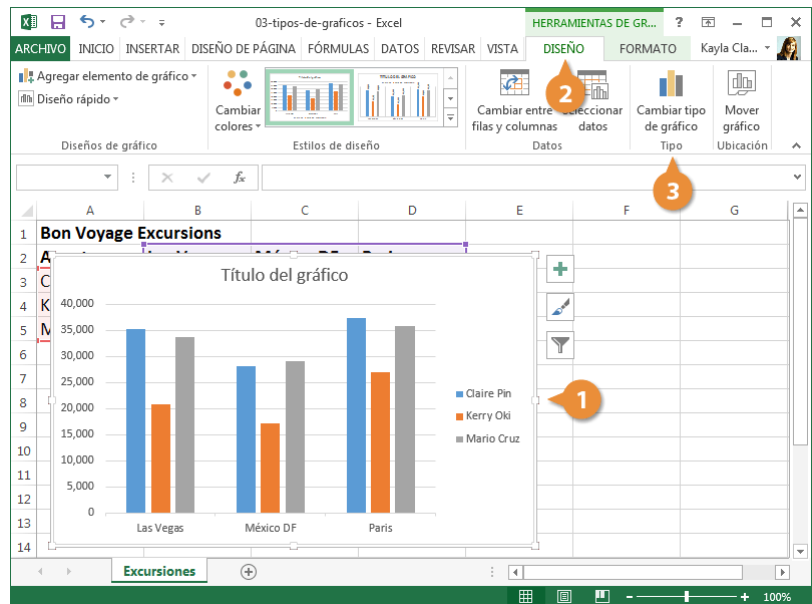 03-tipos-de-graficos - Excel
HERRAMIENTAS DE GR...
?
ARCHIVO INICIO INSERTAR DISEÑO DE PÁGINA FÓRMULAS DATOS REVISAR VISTA DISEÑO FORMATO Kayla Cla...
Agregar elemento de gráfico
Diseño rápido
Diseños de gráfico
Cambiar
colores
Estilos de diseño
Cambiar entre
filas y columnas
datos
Datos
Cambiar tipo
de gráfico
Tipo
Mover
gráfico
Ubicación
2
3
fx
A B C D E F G
1 Bon Voyage Excursions
2 A
3 C
4 K
5 M
6
7
8
9
10
11
12
13
14
Título del gráfico
40,000
35,000
30,000
25,000
20,000
15,000
10,000
5,000
0
Las Vegas México DF Paris
Claire Pin
Kerry Oki
Mario Cruz
1
Excursiones
100%